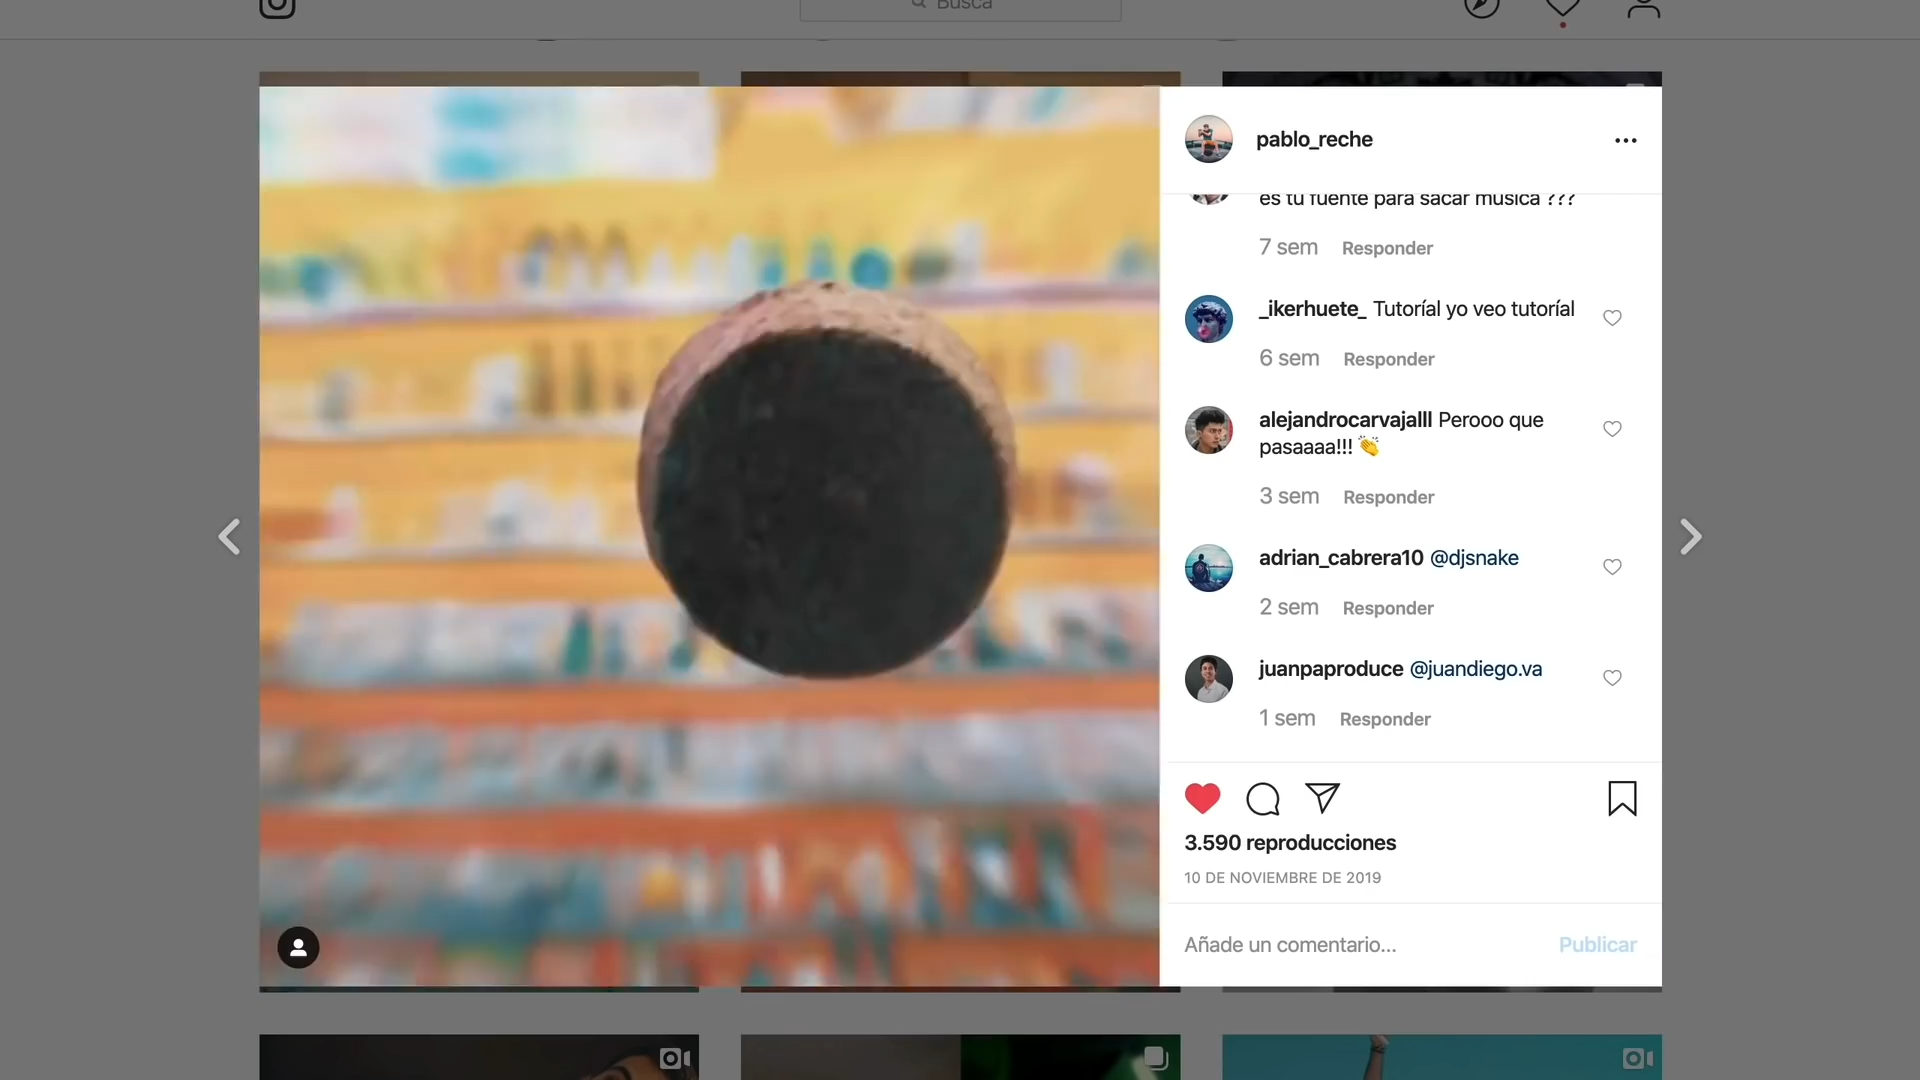 Busca
pablo_reche
es tu fuente para sacar musica ???
7 sem Responder
_ikerhuete_ Tutoríal yo veo tutoríal
6 sem Responder
alejandrocarvajalll Perooo que
pasaaaa!!! 👏
3 sem Responder
adrian_cabrera10 @djsnake
2 sem Responder
juanpaproduce @juandiego.va
1 sem Responder
3.590 reproducciones
10 DE NOVIEMBRE DE 2019
Añade un comentario...
Publicar